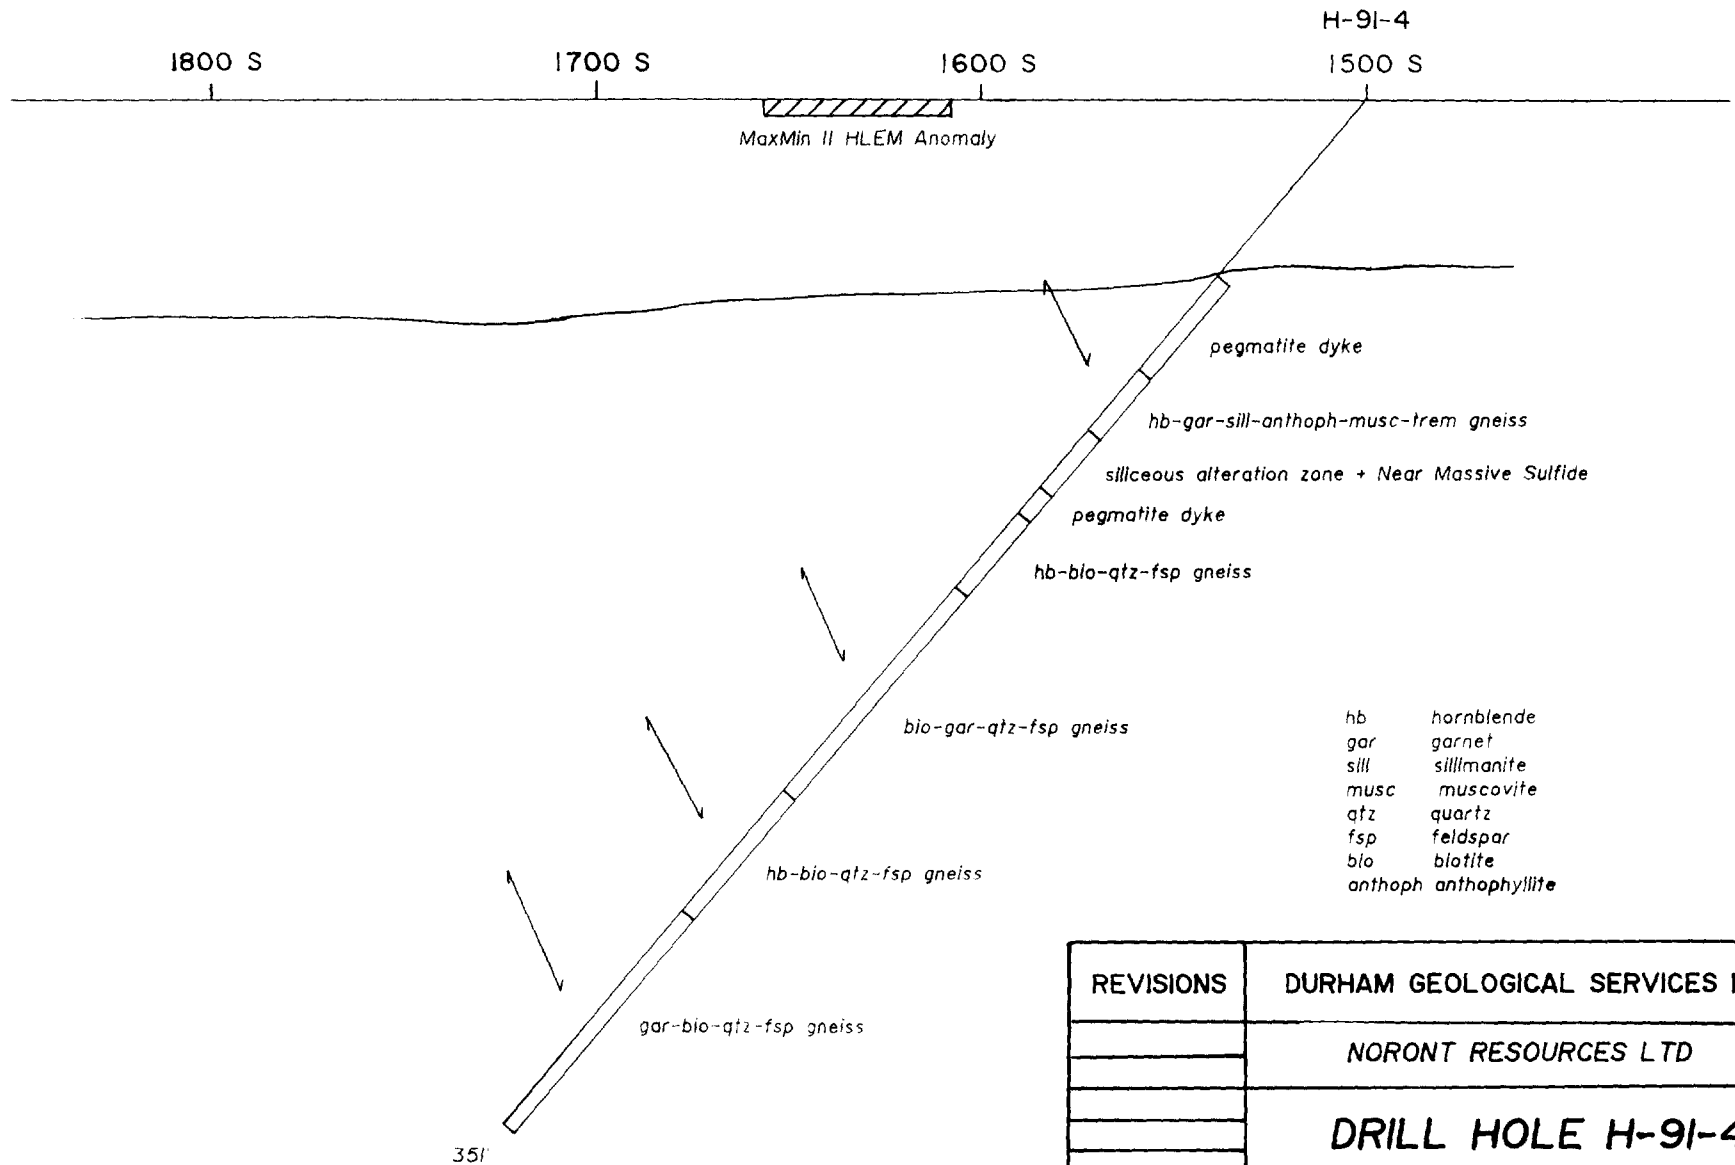 H-91-4
1800 S
1700 S
1600 S
1500 S
MaxMin II HLEM Anomaly
pegmatite dyke
hb-gar-sill-anthoph-musc-trem gneiss
siliceous alteration zone + Near Massive Sulfide
pegmatite dyke
hb-bio-qtz-fsp gneiss
bio-gar-qtz-fsp gneiss
hb-bio-qtz-fsp gneiss
gar-bio-qtz-fsp gneiss
351'
hb hornblende
gar garnet
sill sillimanite
musc muscovite
qtz quartz
fsp feldspar
bio biotite
anthoph anthophyllite
REVISIONS
DURHAM GEOLOGICAL SERVICES
NORONT RESOURCES LTD
DRILL HOLE H-91-4